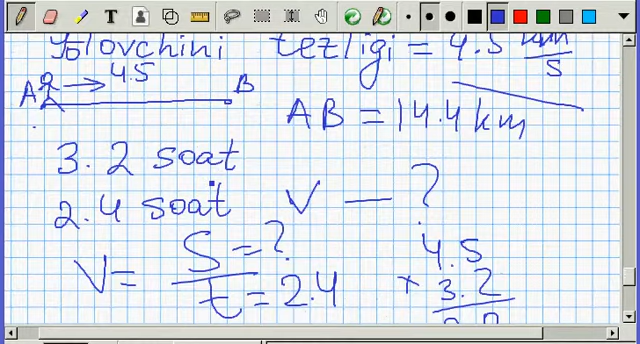 Yolovchini tezligi = 4.5 km/s
4.5
A B
AB = 14.4 km
3.2 soat
2.4 soat
V — ?
V = S = ? / t = 2.4
4.5
× 3.2